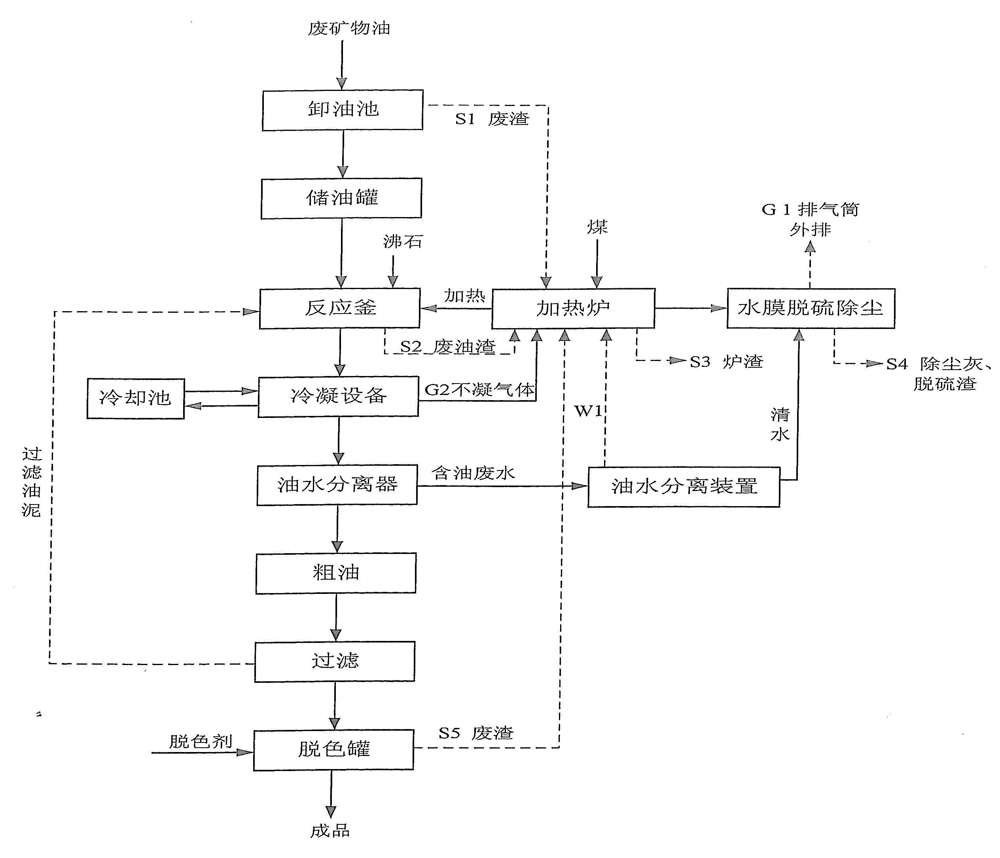 废矿物油
卸油池
S1 废渣
储油罐
G 1 排气筒
外排
煤
沸石
加热
反应釜
加热炉
水膜脱硫除尘
S2 废油渣
S3 炉渣
S4 除尘灰、
脱硫渣
冷却池
冷凝设备
G2不凝气体
W1
清水
过滤油泥
油水分离器
含油废水
油水分离装置
粗油
过滤
S5 废渣
脱色剂
脱色罐
成品